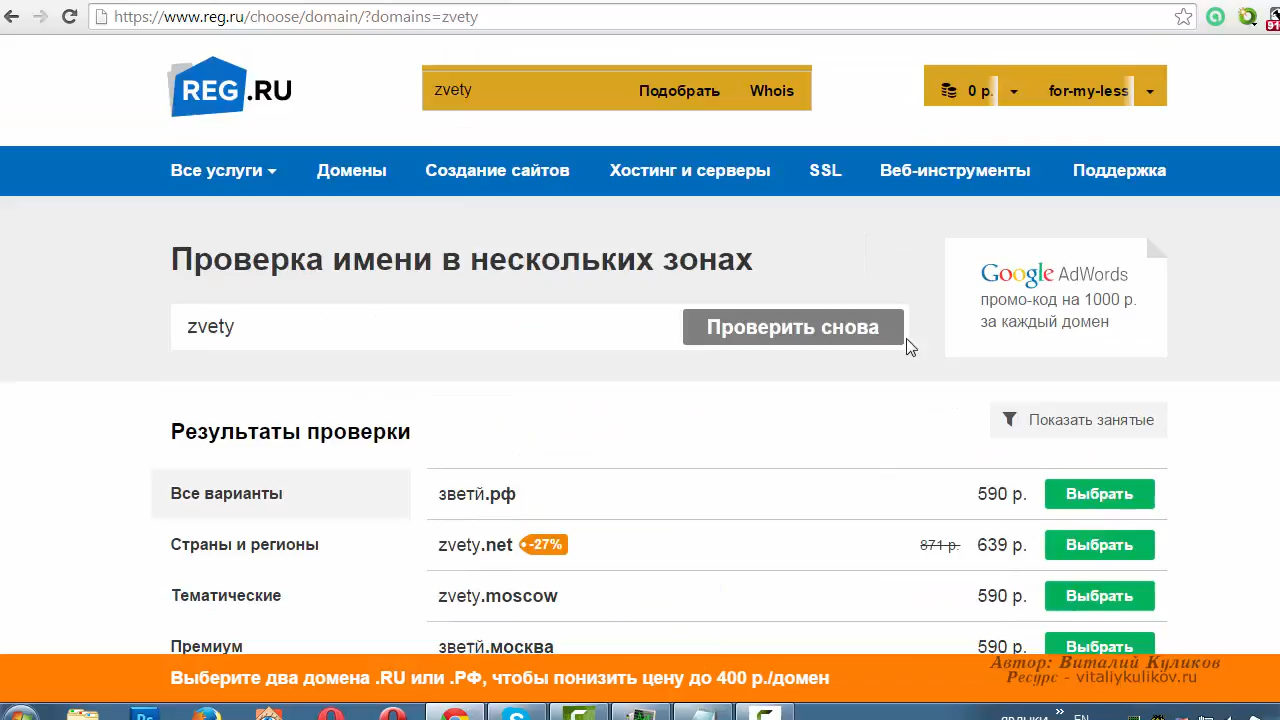 https://www.reg.ru/choose/domain/?domains=zvety
91
REG.RU
zvety Подобрать Whois
0 р. for-my-less
Все услуги Домены Создание сайтов Хостинг и серверы SSL Веб-инструменты Поддержка
Проверка имени в нескольких зонах
zvety Проверить снова
Google AdWords
промо-код на 1000 р.
за каждый домен
Результаты проверки
Показать занятые
Все варианты
зветй.рф 590 р. Выбрать
Страны и регионы
zvety.net -27% 871 р. 639 р. Выбрать
Тематические
zvety.moscow 590 р. Выбрать
Премиум
зветй.москва 590 р. Выбрать
Выберите два домена .RU или .РФ, чтобы понизить цену до 400 р./домен
Автор: Виталий Куликов
Ресурс - vitaliykulikov.ru
Ps
ярлыки » EN